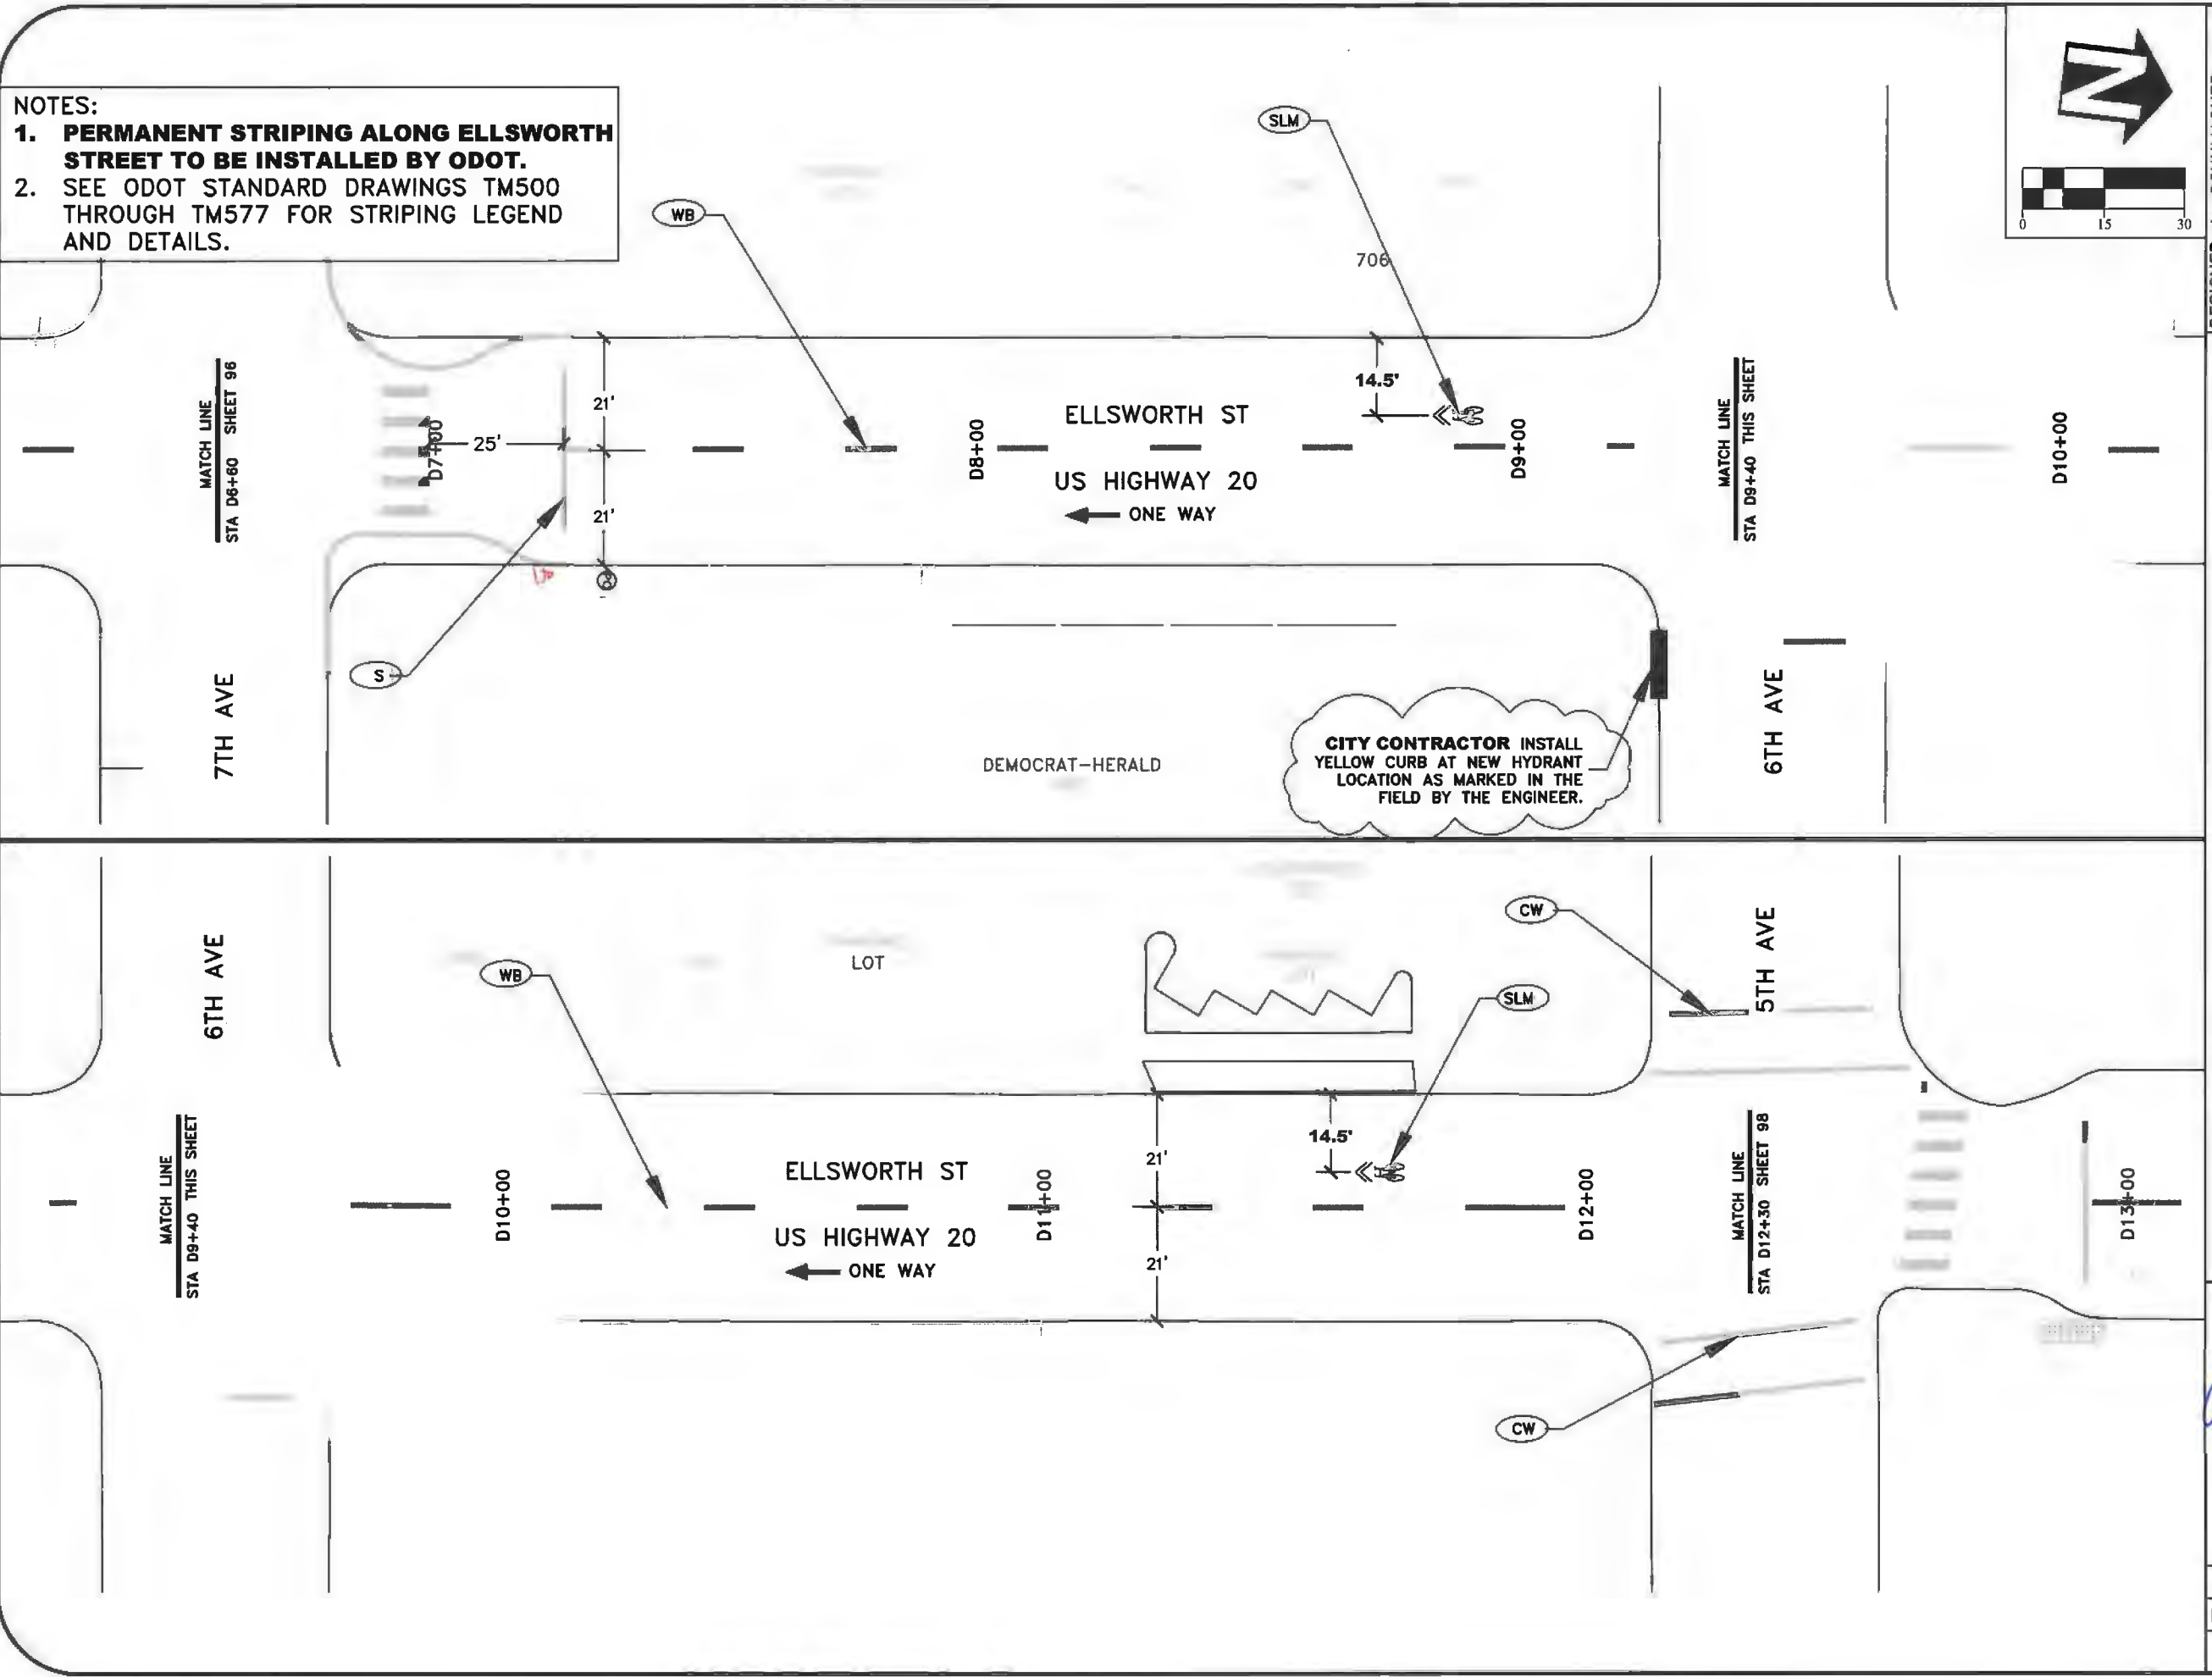 NOTES:
1. PERMANENT STRIPING ALONG ELLSWORTH
STREET TO BE INSTALLED BY ODOT.
2. SEE ODOT STANDARD DRAWINGS TM500
THROUGH TM577 FOR STRIPING LEGEND
AND DETAILS.
N
0 15 30
SLM
WB
706
MATCH LINE
STA D6+60 SHEET 96
D7+00
25'
21'
21'
14.5'
ELLSWORTH ST
US HIGHWAY 20
ONE WAY
D8+00
D9+00
MATCH LINE
STA D9+40 THIS SHEET
D10+00
S
7TH AVE
DEMOCRAT-HERALD
CITY CONTRACTOR INSTALL
YELLOW CURB AT NEW HYDRANT
LOCATION AS MARKED IN THE
FIELD BY THE ENGINEER.
6TH AVE
6TH AVE
WB
LOT
CW
SLM
5TH AVE
MATCH LINE
STA D9+40 THIS SHEET
D10+00
ELLSWORTH ST
US HIGHWAY 20
ONE WAY
D11+00
21'
21'
14.5'
D12+00
MATCH LINE
STA D12+30 SHEET 98
D13+00
CW